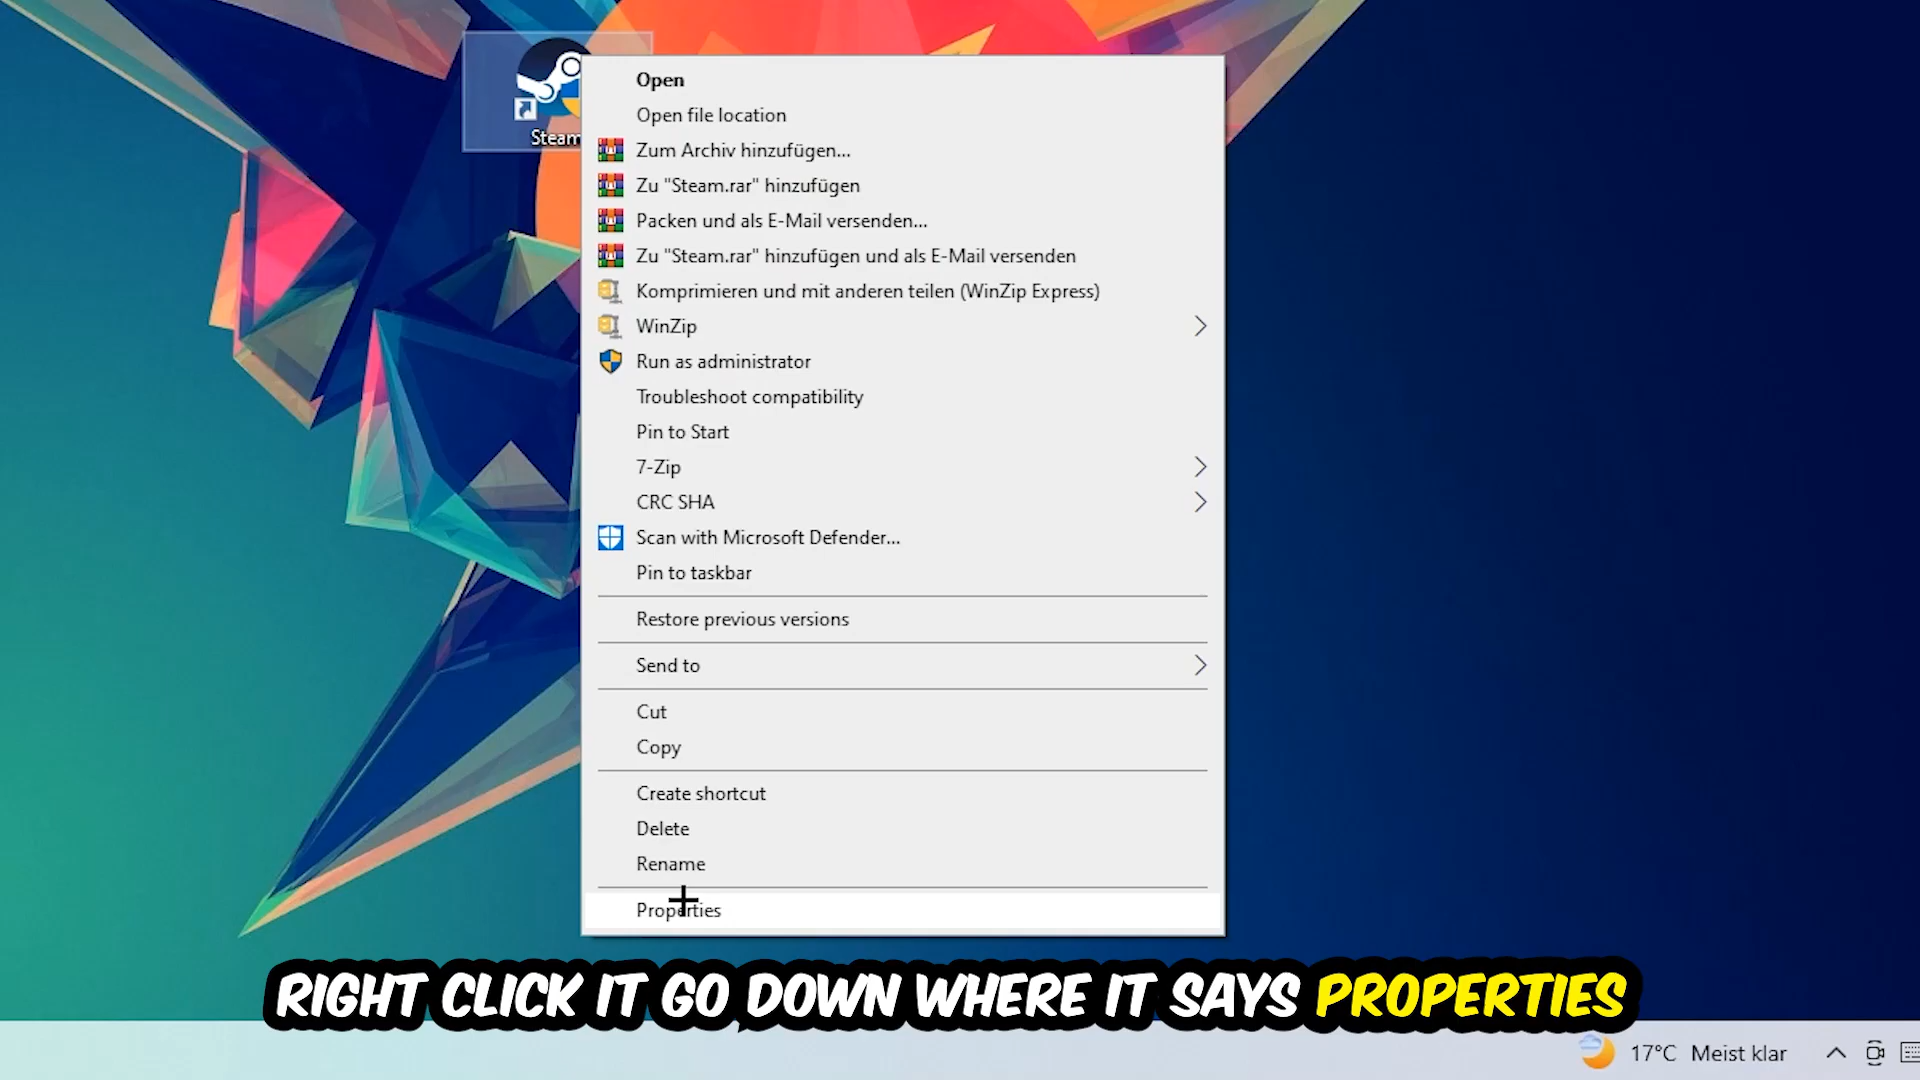 Steam
Open
Open file location
Zum Archiv hinzufügen...
Zu "Steam.rar" hinzufügen
Packen und als E-Mail versenden...
Zu "Steam.rar" hinzufügen und als E-Mail versenden
Komprimieren und mit anderen teilen (WinZip Express)
WinZip
Run as administrator
Troubleshoot compatibility
Pin to Start
7-Zip
CRC SHA
Scan with Microsoft Defender...
Pin to taskbar
Restore previous versions
Send to
Cut
Copy
Create shortcut
Delete
Rename
Properties
RIGHT CLICK IT GO DOWN WHERE IT SAYS PROPERTIES
17°C Meist klar